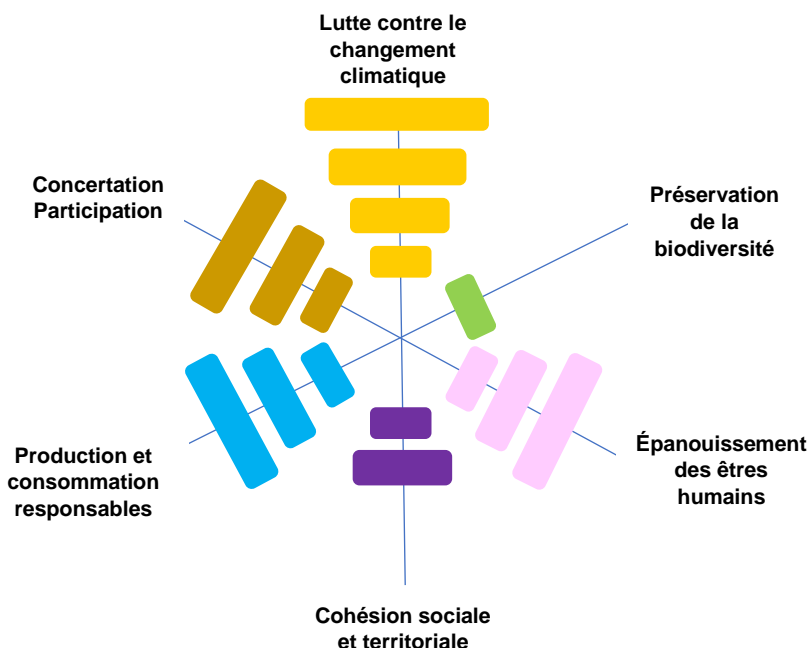 Lutte contre le
changement
climatique
Concertation
Participation
Préservation
de la
biodiversité
Production et
consommation
responsables
Épanouissement
des êtres
humains
Cohésion sociale
et territoriale